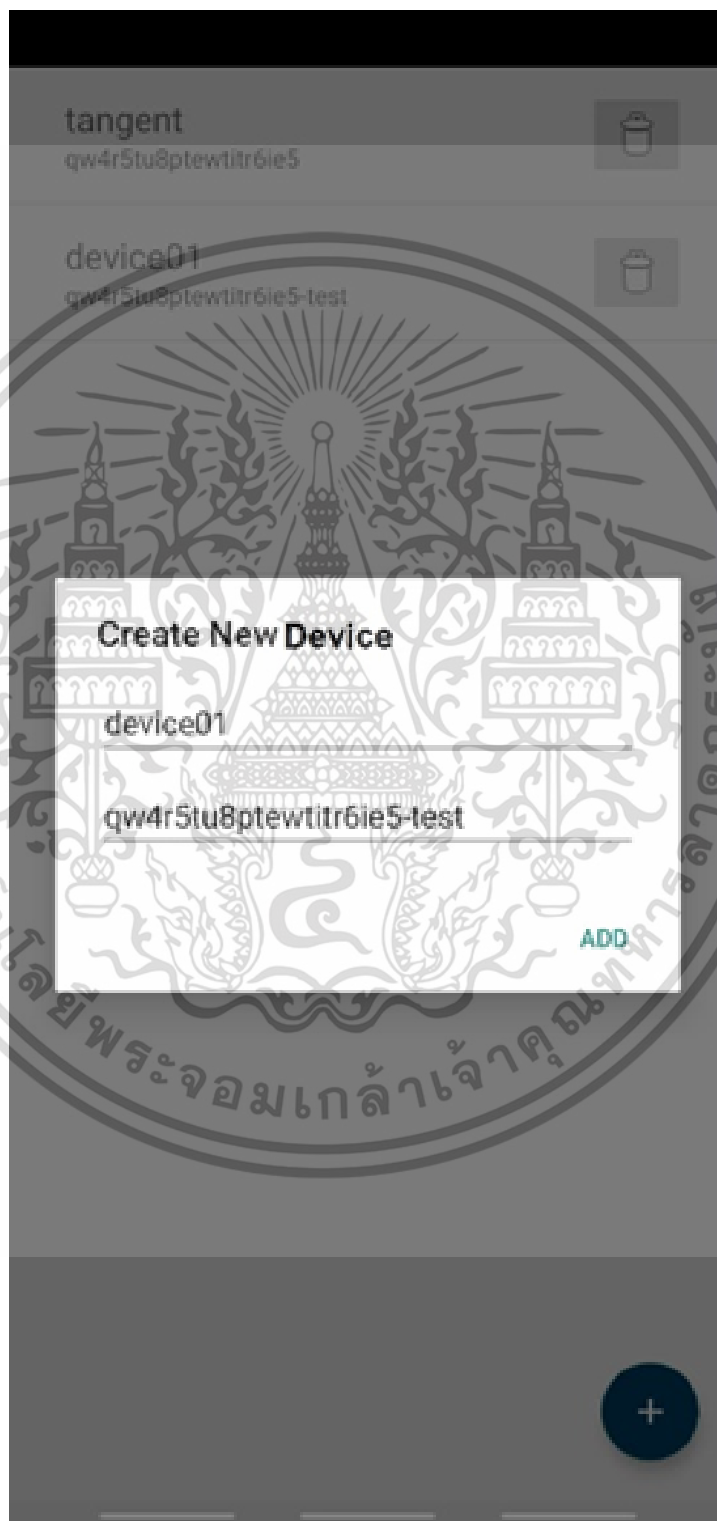 tangent
qw4r5tu8ptewtitr6ie5
device01
qw4r5tu8ptewtitr6ie5-test
Create New Device
device01
qw4r5tu8ptewtitr6ie5-test
ADD
+
พระจอมเกล้าเจ้าคุณทหาร